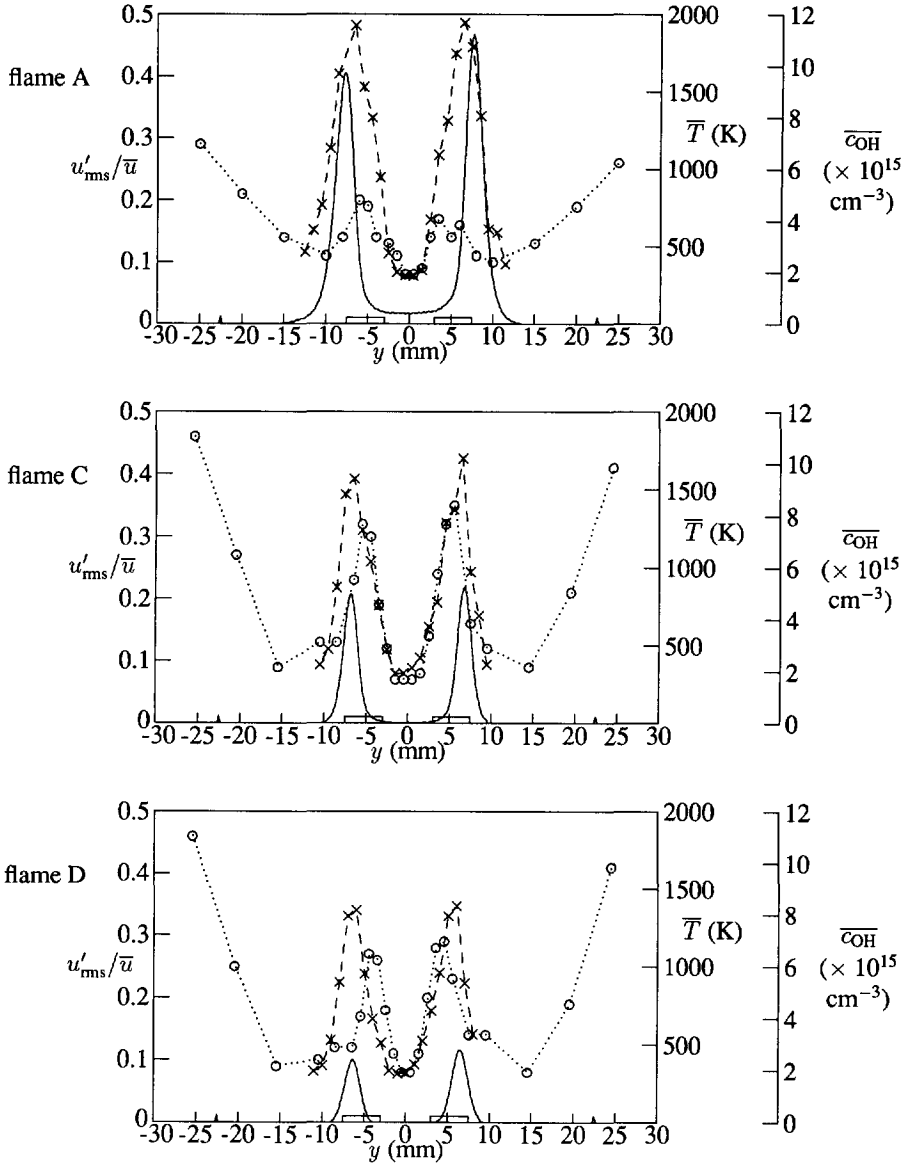 flame A
0.5
0.4
0.3
0.2
0.1
0
u′rms/u̅
2000
1500
1000
500
T̅ (K)
12
10
8
6
4
2
0
c̅OH
(× 10¹⁵
cm⁻³)
-30 -25 -20 -15 -10 -5 0 5 10 15 20 25 30
y (mm)
flame C
0.5
0.4
0.3
0.2
0.1
0
u′rms/u̅
2000
1500
1000
500
T̅ (K)
12
10
8
6
4
2
0
c̅OH
(× 10¹⁵
cm⁻³)
-30 -25 -20 -15 -10 -5 0 5 10 15 20 25 30
y (mm)
flame D
0.5
0.4
0.3
0.2
0.1
0
u′rms/u̅
2000
1500
1000
500
T̅ (K)
12
10
8
6
4
2
0
c̅OH
(× 10¹⁵
cm⁻³)
-30 -25 -20 -15 -10 -5 0 5 10 15 20 25 30
y (mm)